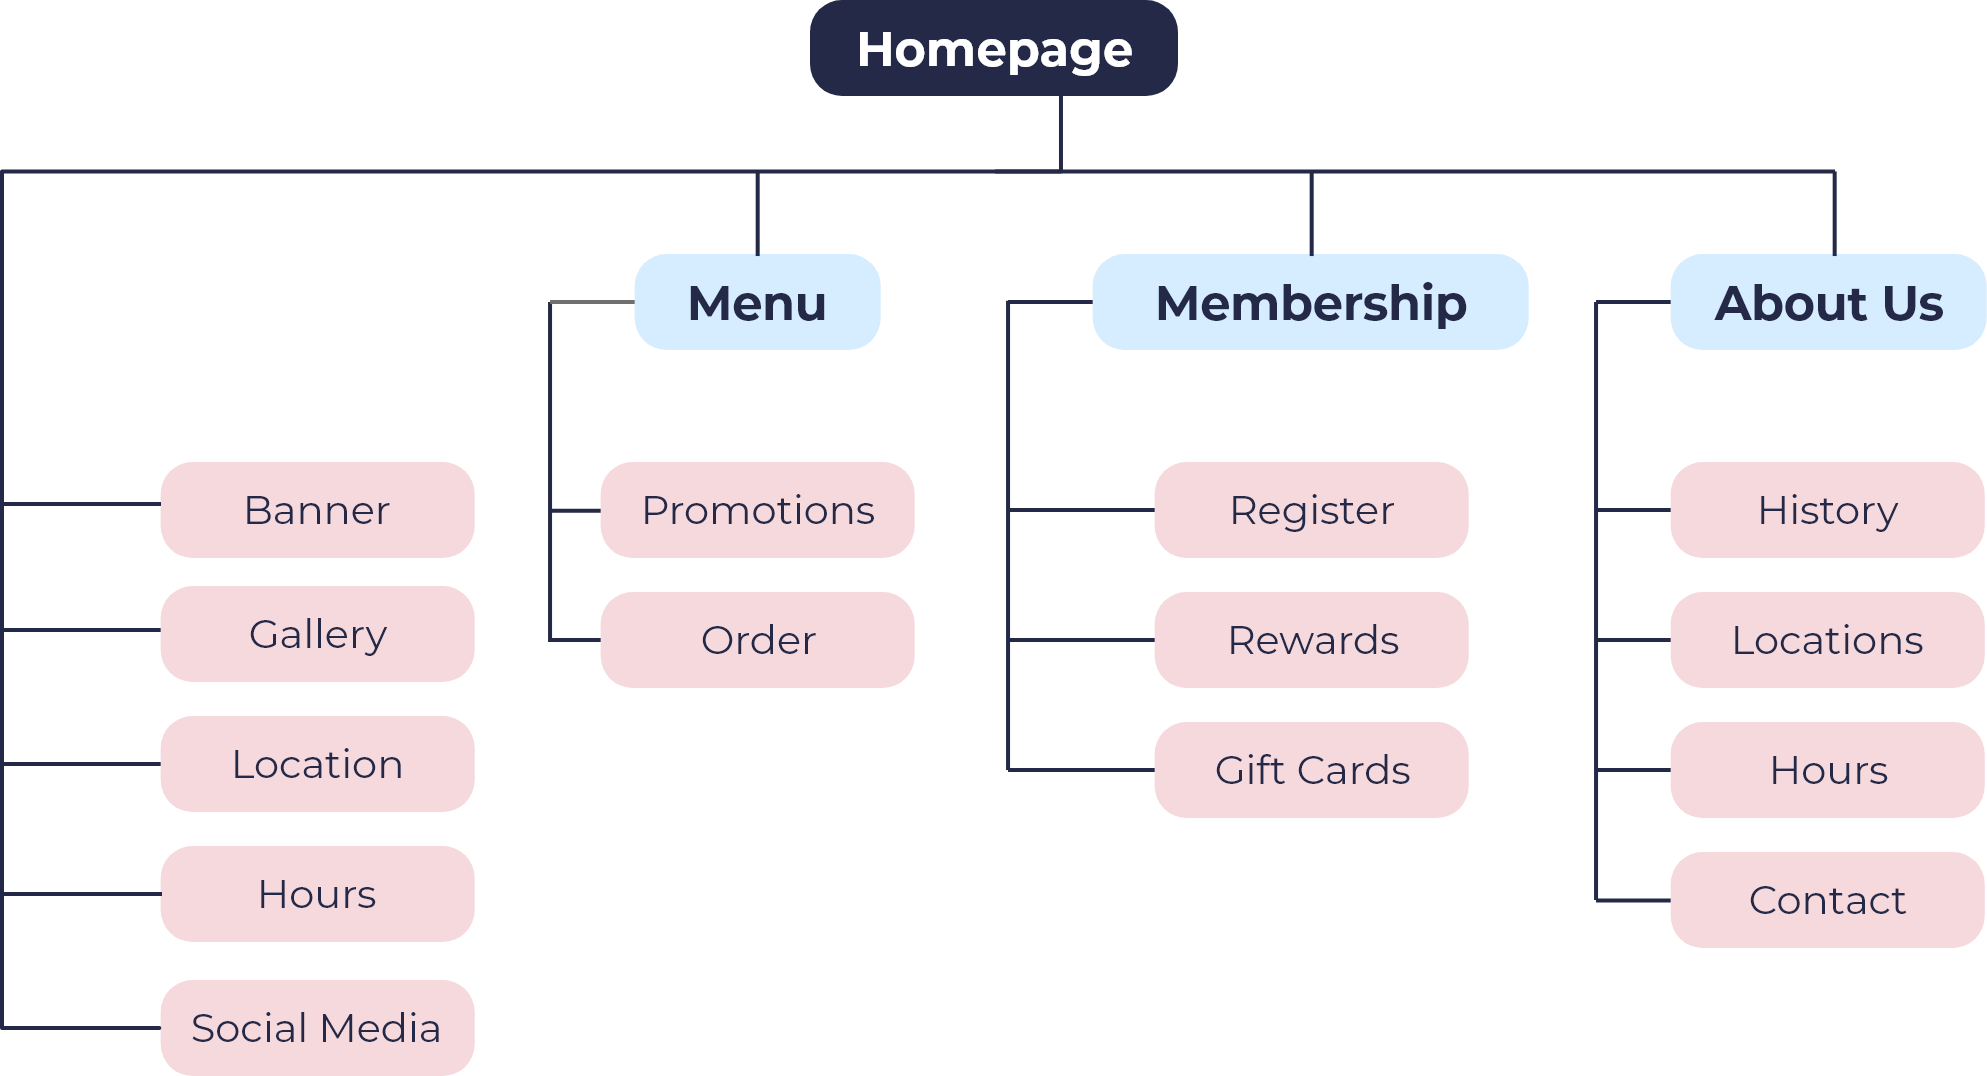 Homepage
Menu
Membership
About Us
Banner
Gallery
Location
Hours
Social Media
Promotions
Order
Register
Rewards
Gift Cards
History
Locations
Hours
Contact